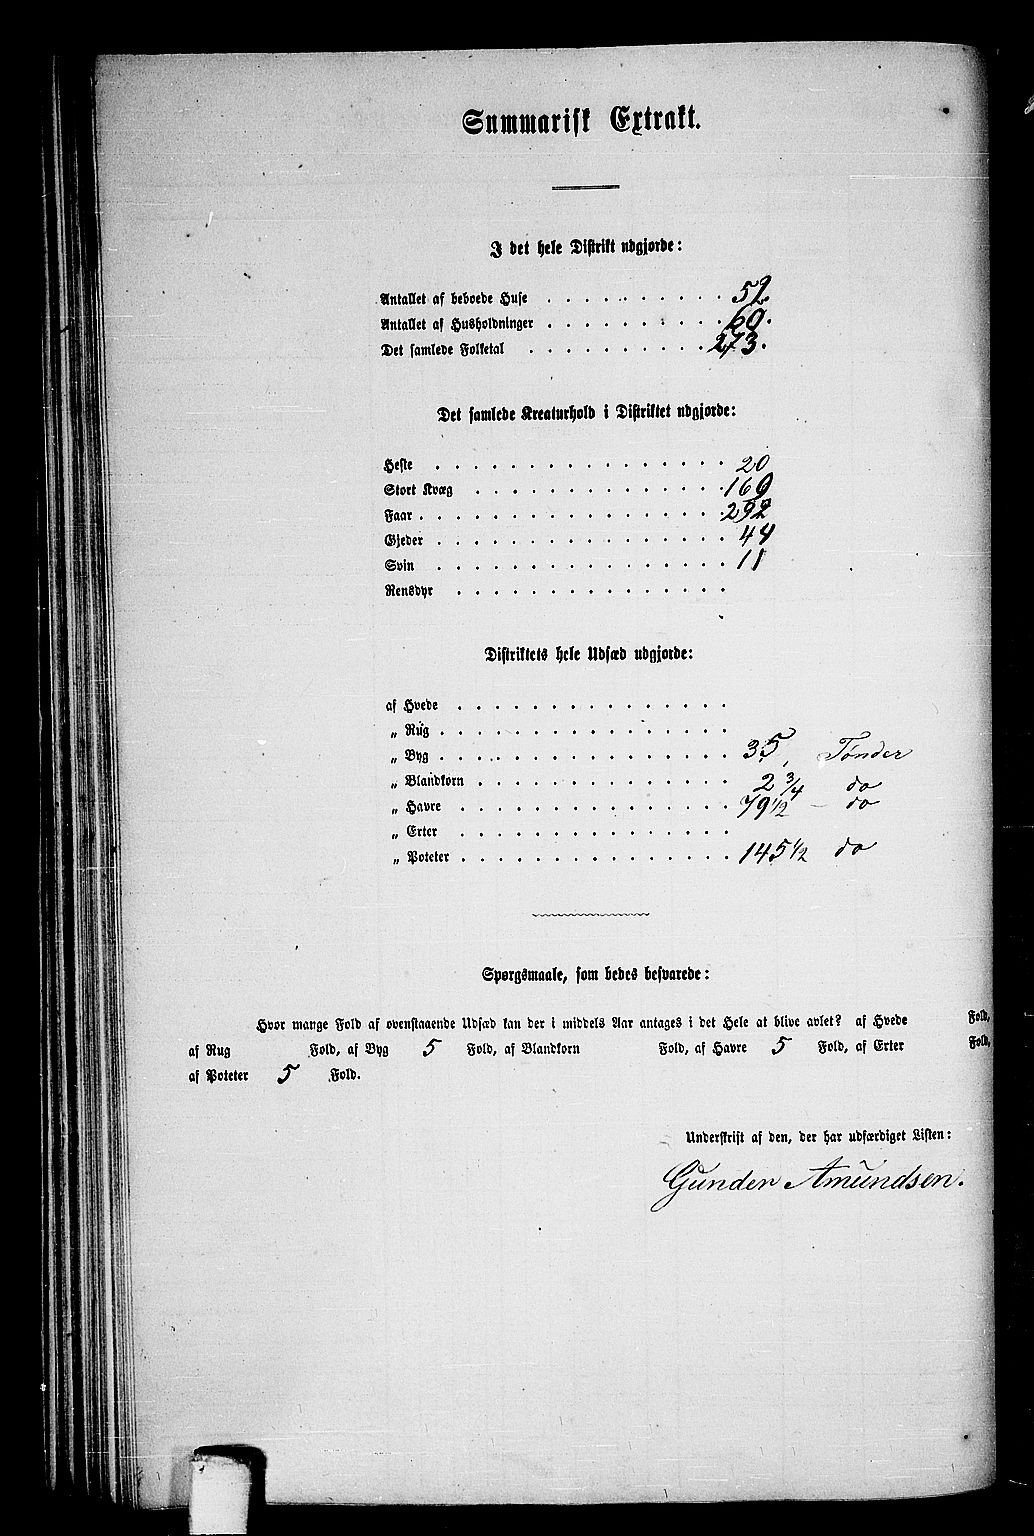 Summarisk Extrakt.
I det hele Distrikt udgjorde:
Antallet af beboede Huse . . . . . . . . . . 52.
Antallet af Husholdninger . . . . . . . . . . 60.
Det samlede Folketal . . . . . . . . . . 273.
Det samlede Kreaturhold i Distriktet udgjorde:
Heste . . . . . . . . . . . . . . . . 20
Stort Kvæg . . . . . . . . . . . . . . 169
Faar . . . . . . . . . . . . . . . . . 292
Gjeder . . . . . . . . . . . . . . . . 44
Svin . . . . . . . . . . . . . . . . 11
Rensdyr . . . . . . . . . . . . . . .
Distriktets hele Udsæd udgjorde:
af Hvede . . . . . . . . . . . . . . .
„ Rug . . . . . . . . . . . . . . . .
„ Byg . . . . . . . . . . . . . . . . 35, Tønder
„ Blandkorn . . . . . . . . . . . . . . 2 3/4 do
„ Havre . . . . . . . . . . . . . . . 79 1/2 – do
„ Erter . . . . . . . . . . . . . . .
„ Poteter . . . . . . . . . . . . . . . 145 1/2 do
Spørgsmaale, som bedes besvarede:
Hvor mange Fold af ovenstaaende Udsæd kan der i middels Aar antages i det Hele at blive avlet? af Hvede Fold,
af Rug Fold, af Byg 5 Fold, af Blandkorn Fold, af Havre 5 Fold, af Erter Fold,
af Poteter 5 Fold.
Underskrift af den, der har udfærdiget Listen:
Gunder Amundsen.